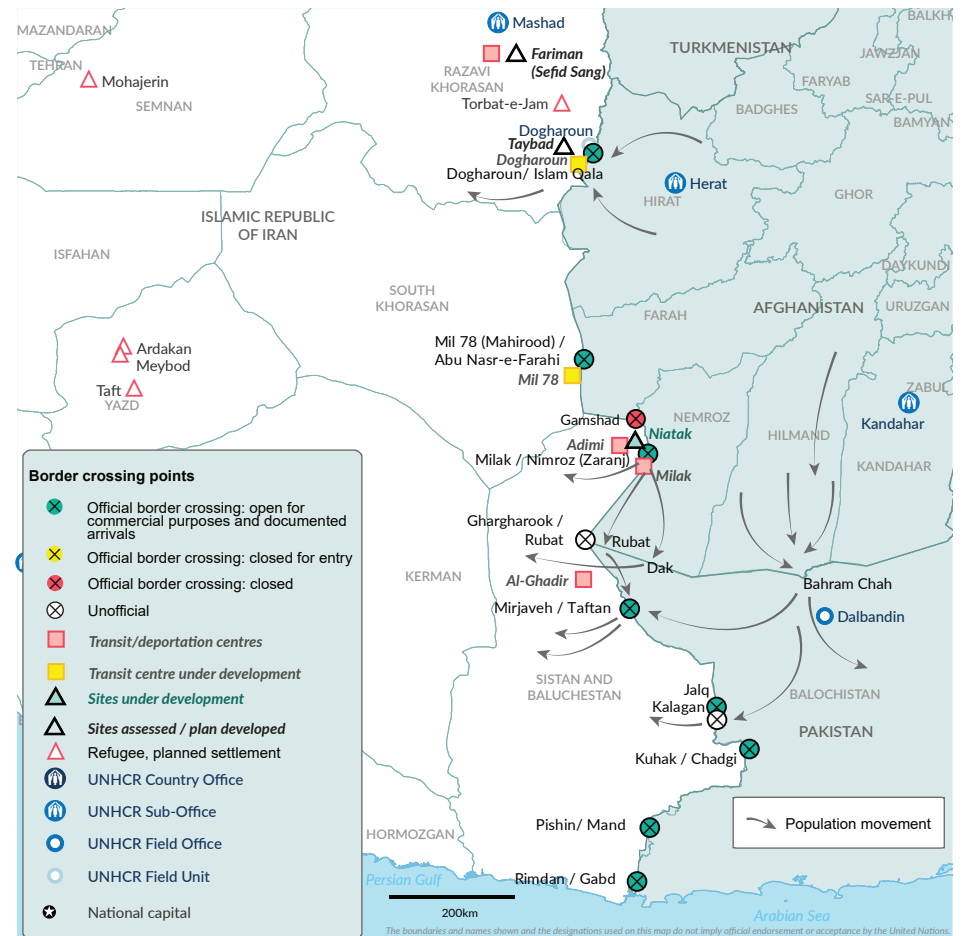 MAZANDARAN
TEHRAN
Mohajerin
SEMNAN
Mashad
Fariman
(Sefid Sang)
RAZAVI
KHORASAN
Torbat-e-Jam
Dogharoun
Taybad
Dogharoun
Dogharoun/ Islam Qala
TURKMENISTAN
BALKH
JAWZJAN
FARYAB
SAR-E-PUL
BADGHES
BAMYAN
Herat
HIRAT
GHOR
ISLAMIC REPUBLIC
OF IRAN
ISFAHAN
DAYKUNDI
SOUTH
KHORASAN
FARAH
AFGHANISTAN
URUZGAN
Mil 78 (Mahirood) /
Abu Nasr-e-Farahi
Mil 78
Ardakan
Meybod
Taft
YAZD
ZABUL
Kandahar
Gamshad
NEMROZ
Niatak
Adimi
HILMAND
Milak / Nimroz (Zaranj)
Milak
KANDAHAR
Ghargharook /
Rubat
Rubat
Dak
KERMAN
Al-Ghadir
Bahram Chah
Mirjaveh / Taftan
Dalbandin
SISTAN AND
BALUCHESTAN
Jalq
Kalagan
BALOCHISTAN
PAKISTAN
Kuhak / Chadgi
Pishin/ Mand
HORMOZGAN
Rimdan / Gabd
Persian Gulf
Arabian Sea
200km
Population movement
Border crossing points
Official border crossing: open for
commercial purposes and documented
arrivals
Official border crossing: closed for entry
Official border crossing: closed
Unofficial
Transit/deportation centres
Transit centre under development
Sites under development
Sites assessed / plan developed
Refugee, planned settlement
UNHCR Country Office
UNHCR Sub-Office
UNHCR Field Office
UNHCR Field Unit
National capital
The boundaries and names shown and the designations used on this map do not imply official endorsement or acceptance by the United Nations.